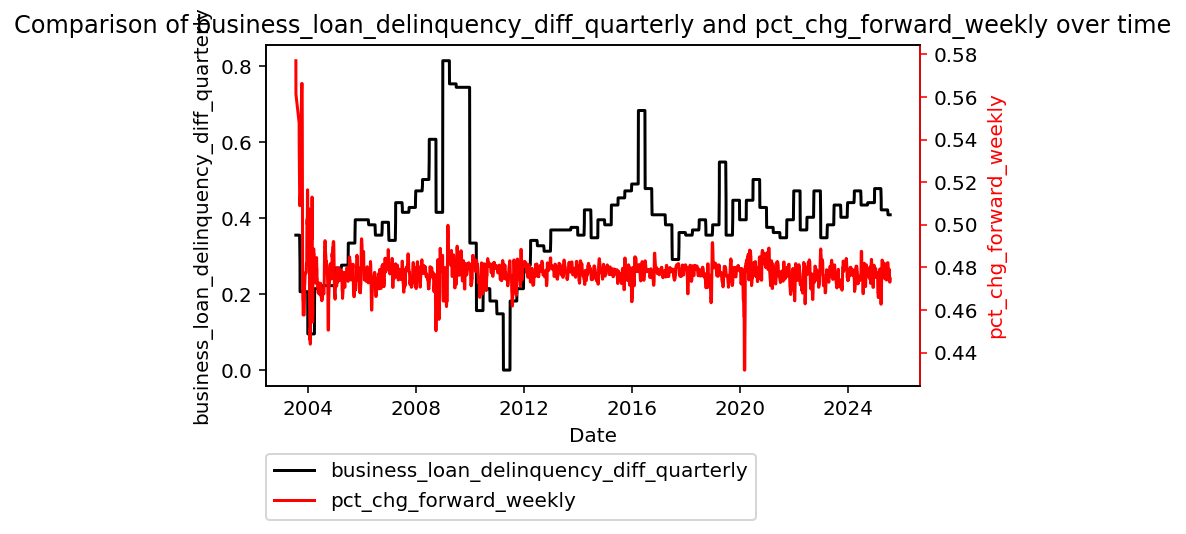 Comparison of business_loan_delinquency_diff_quarterly and pct_chg_forward_weekly over time
business_loan_delinquency_diff_quarterly
0.8
0.6
0.4
0.2
0.0
0.58
0.56
0.54
0.52
0.50
0.48
0.46
0.44
pct_chg_forward_weekly
2004 2008 2012 2016 2020 2024
Date
business_loan_delinquency_diff_quarterly
pct_chg_forward_weekly